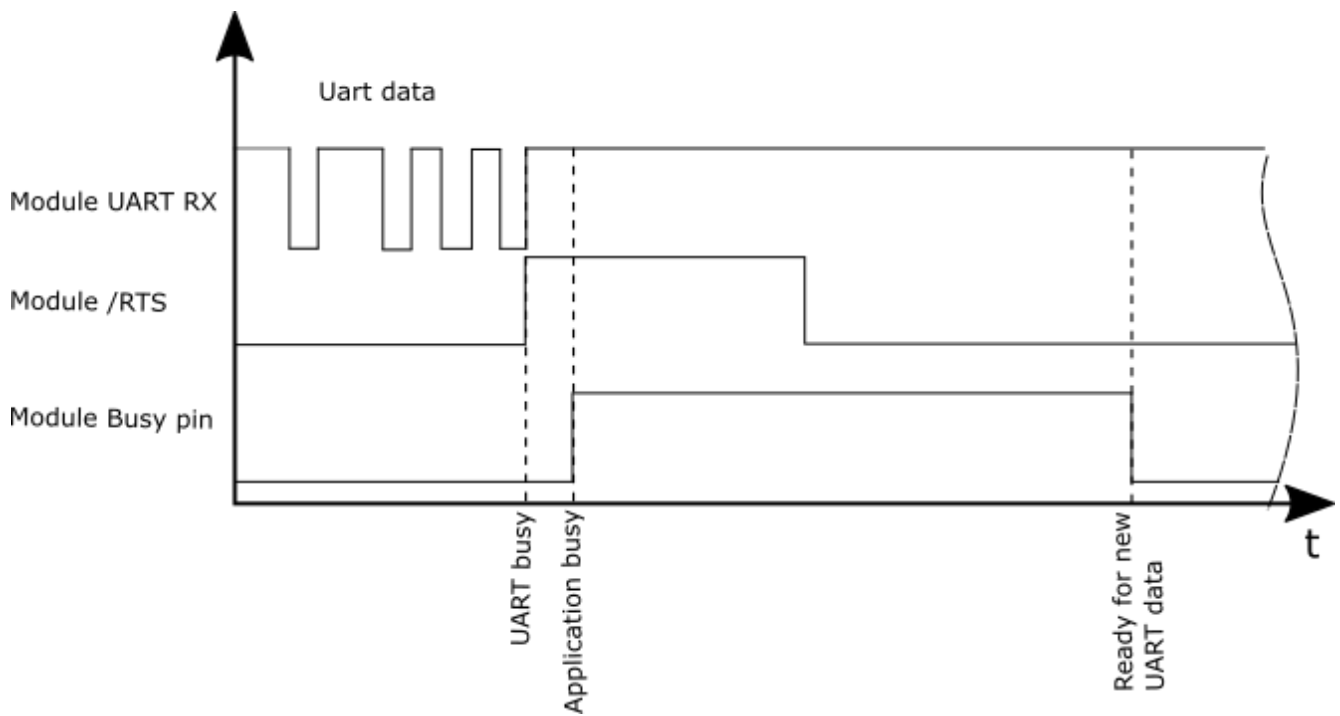 Uart data
Module UART RX
Module /RTS
Module Busy pin
t
UART busy
Application busy
Ready for new
UART data